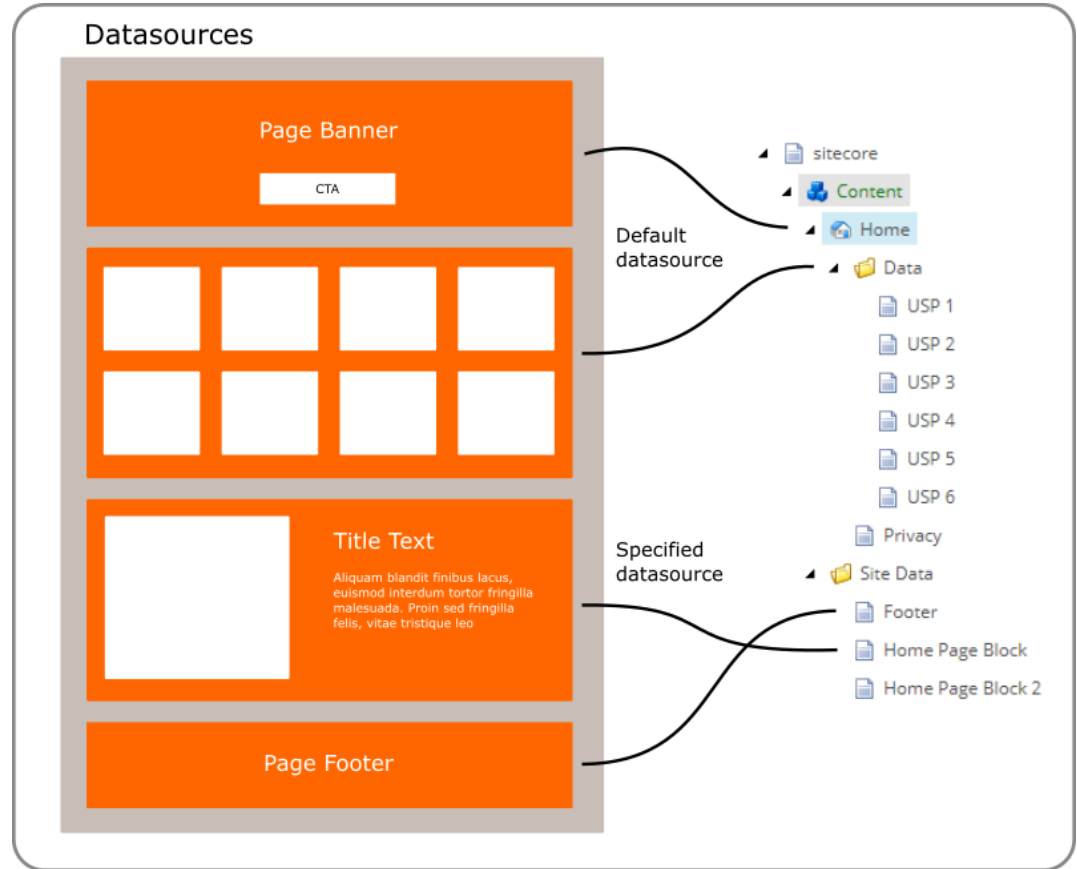 Datasources
Page Banner
CTA
Default
datasource
Title Text
Aliquam blandit finibus lacus,
euismod interdum tortor fringilla
malesuada. Proin sed fringilla
felis, vitae tristique leo
Specified
datasource
Page Footer
sitecore
Content
Home
Data
USP 1
USP 2
USP 3
USP 4
USP 5
USP 6
Privacy
Site Data
Footer
Home Page Block
Home Page Block 2